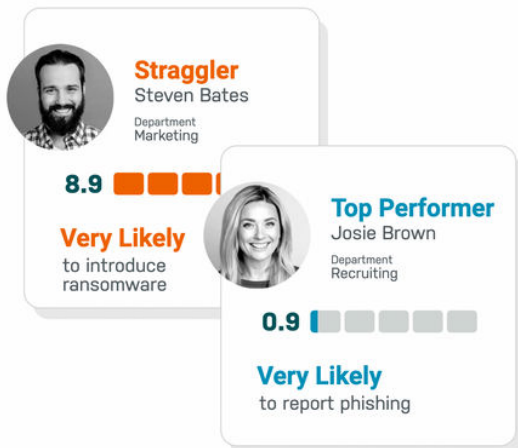 Straggler
Steven Bates
Department
Marketing
8.9
Very Likely
to introduce
ransomware
Top Performer
Josie Brown
Department
Recruiting
0.9
Very Likely
to report phishing